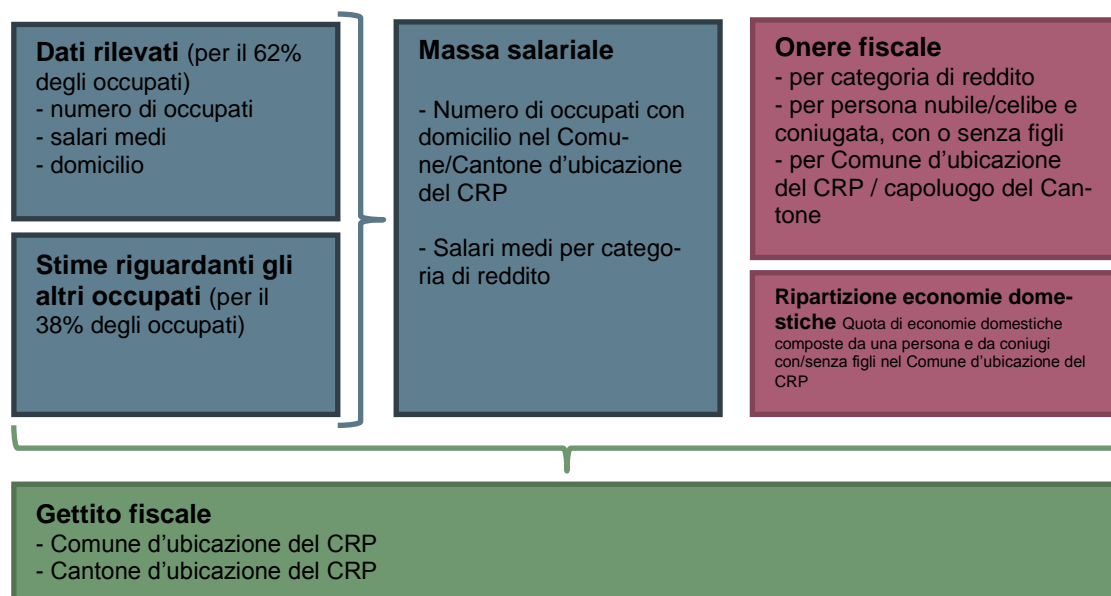 Dati rilevati (per il 62%
degli occupati)
- numero di occupati
- salari medi
- domicilio
Stime riguardanti gli
altri occupati (per il
38% degli occupati)
Massa salariale
- Numero di occupati con
domicilio nel Comu-
ne/Cantone d'ubicazione
del CRP
- Salari medi per catego-
ria di reddito
Onere fiscale
- per categoria di reddito
- per persona nubile/celibe e
coniugata, con o senza figli
- per Comune d'ubicazione
del CRP / capoluogo del Can-
tone
Ripartizione economie dome-
stiche Quota di economie domestiche
composte da una persona e da coniugi
con/senza figli nel Comune d'ubicazione del
CRP
Gettito fiscale
- Comune d'ubicazione del CRP
- Cantone d'ubicazione del CRP